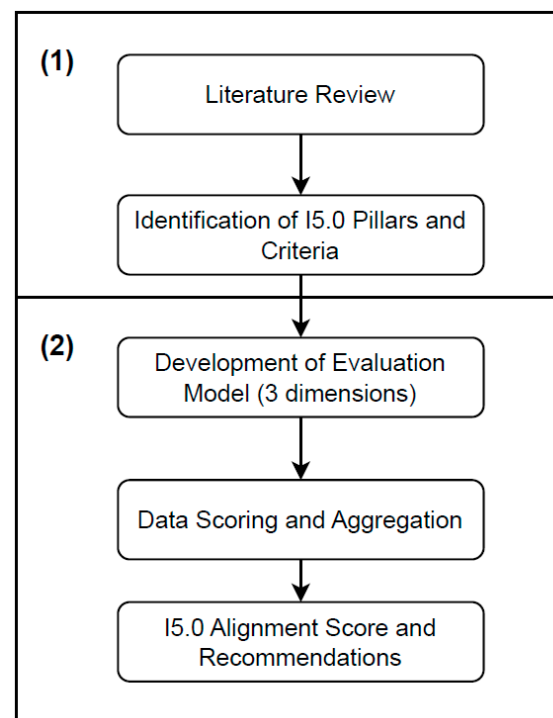 (1)
Literature Review
Identification of I5.0 Pillars and
Criteria
(2)
Development of Evaluation
Model (3 dimensions)
Data Scoring and Aggregation
I5.0 Alignment Score and
Recommendations